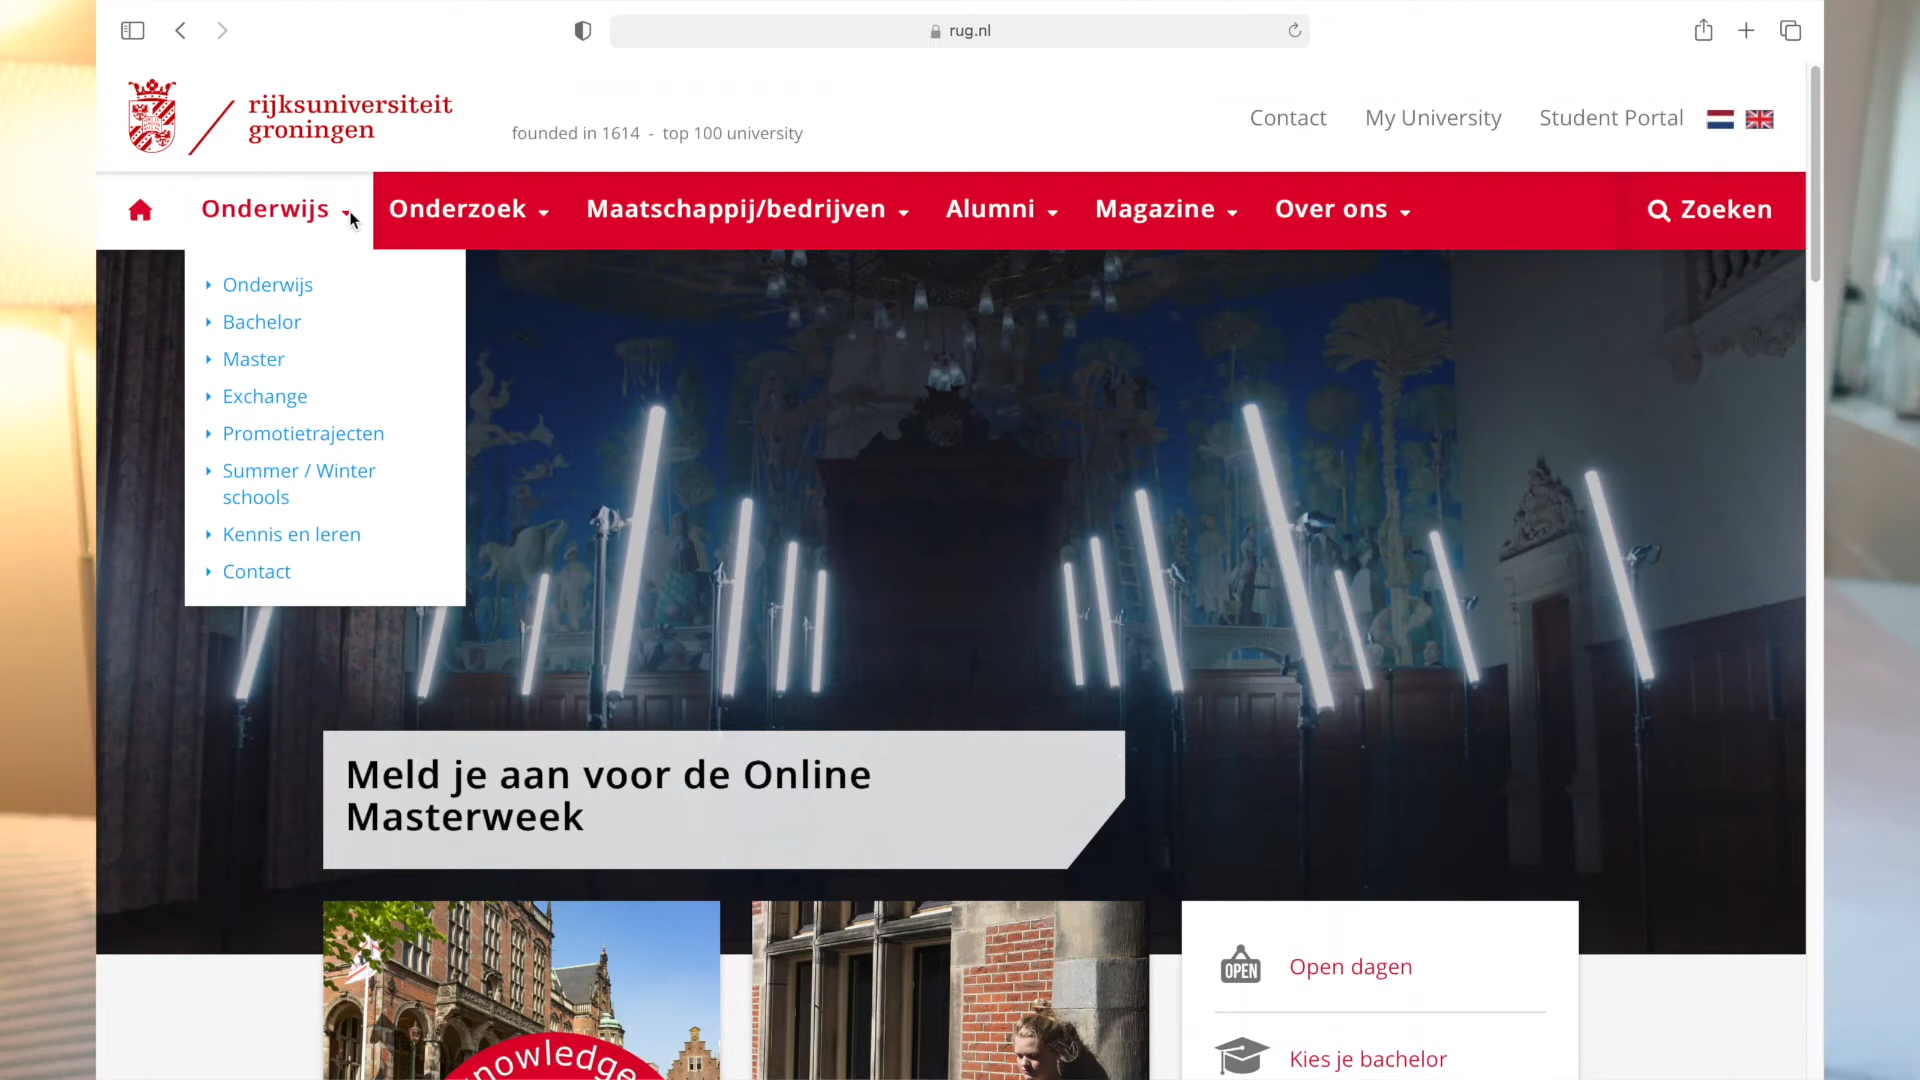 rug.nl
rijksuniversiteit
groningen
founded in 1614 - top 100 university
Contact
My University
Student Portal
Onderwijs
Onderzoek
Maatschappij/bedrijven
Alumni
Magazine
Over ons
Zoeken
Onderwijs
Bachelor
Master
Exchange
Promotietrajecten
Summer / Winter
schools
Kennis en leren
Contact
Meld je aan voor de Online
Masterweek
nowledge
OPEN
Open dagen
Kies je bachelor